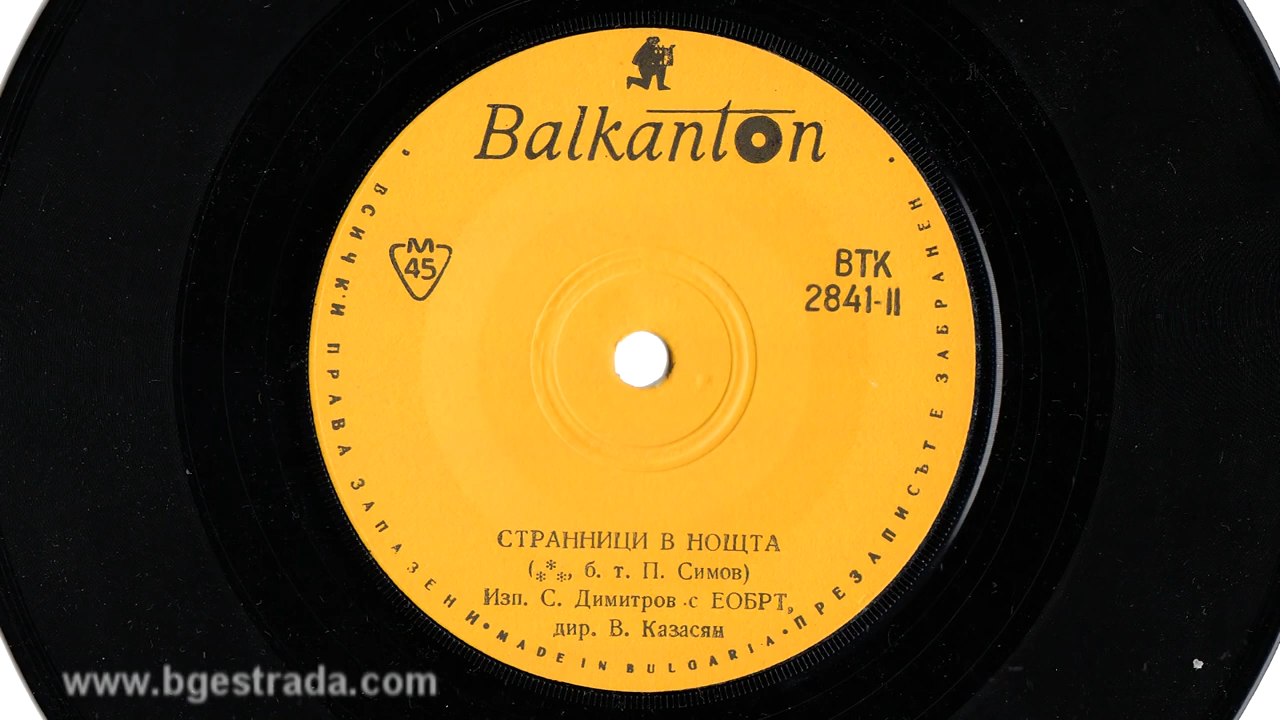 Balkanton
M
45
ВТК
2841-II
СТРАННИЦИ В НОЩТА
(***, б. т. П. Симов)
Изп. С. Димитров с ЕОБРТ,
дир. В. Казасян
• ВСИЧКИ ПРАВА ЗАПАЗЕНИ • MADE IN BULGARIA • ПРЕЗАПИСЪТ Е ЗАБРАНЕН •
www.bgestrada.com